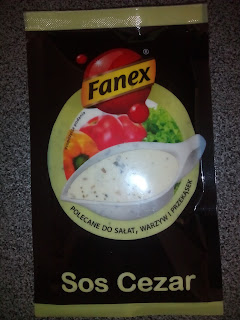 Fanex
®
POLECANE DO SAŁAT, WARZYW I PRZEKĄSEK
Sos Cezar